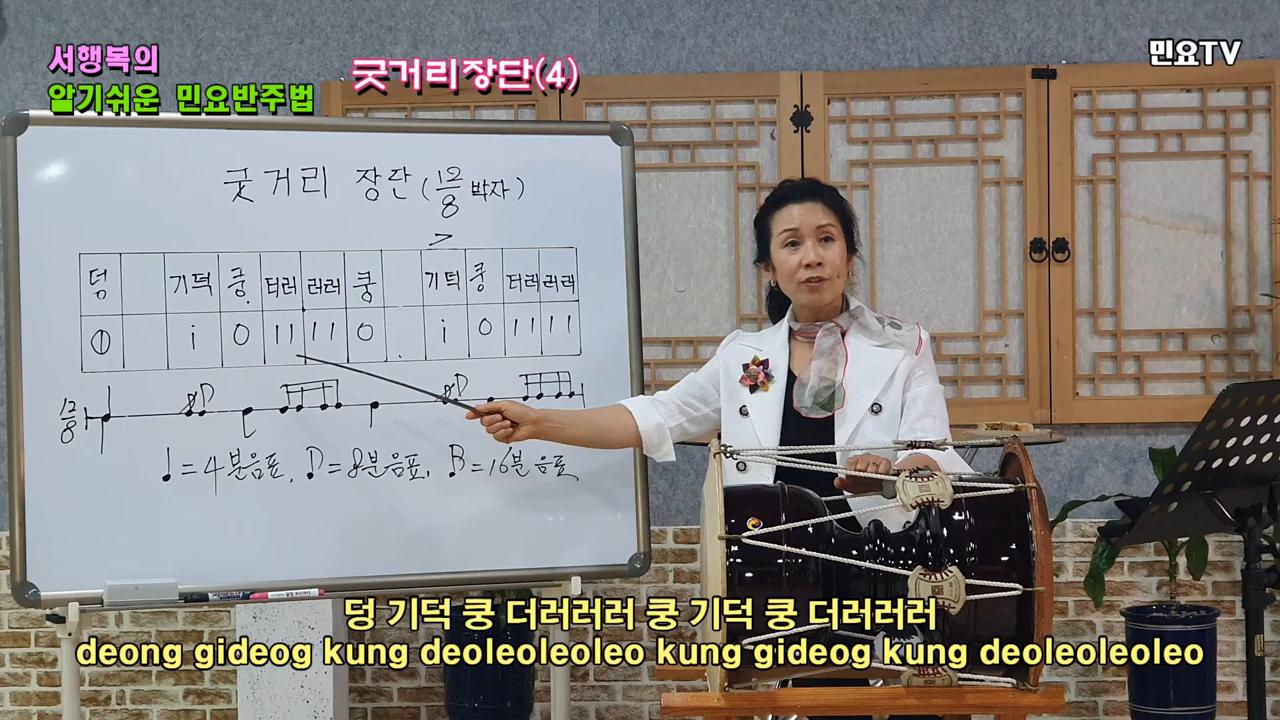 서행복의
알기쉬운 민요반주법
굿거리장단(4)
민요TV
굿거리 장단 (12/8 박자)
>
덩 기덕 쿵 더러 러러 쿵 기덕 쿵 더러 러러
⏀ i 0 11 11 0 i 0 11 11
12/8
♩=4분음표, ♪=8분음표, ♬=16분음표
덩 기덕 쿵 더러러러 쿵 기덕 쿵 더러러러
deong gideog kung deoleoleoleo kung gideog kung deoleoleoleo